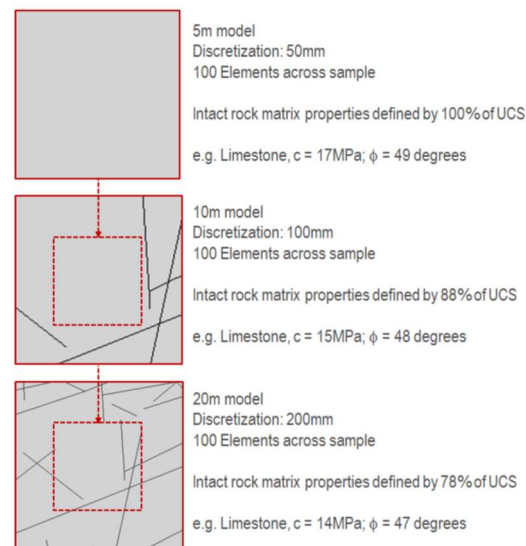 5m model
Discretization: 50mm
100 Elements across sample
Intact rock matrix properties defined by 100% of UCS
e.g. Limestone, c = 17MPa; ϕ = 49 degrees
10m model
Discretization: 100mm
100 Elements across sample
Intact rock matrix properties defined by 88% of UCS
e.g. Limestone, c = 15MPa; ϕ = 48 degrees
20m model
Discretization: 200mm
100 Elements across sample
Intact rock matrix properties defined by 78% of UCS
e.g. Limestone, c = 14MPa; ϕ = 47 degrees